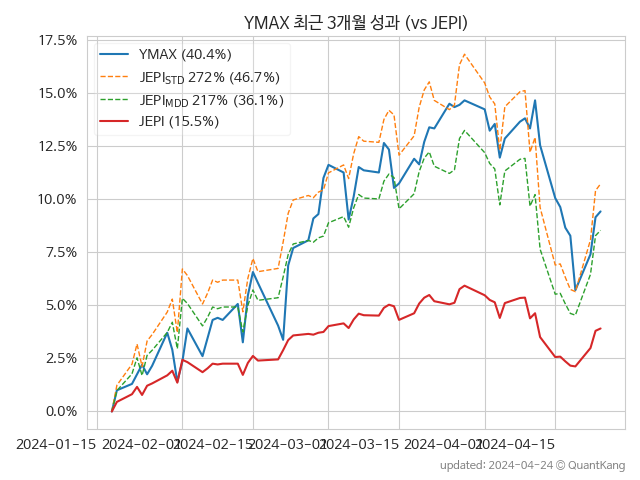 YMAX 최근 3개월 성과 (vs JEPI)
17.5%
15.0%
12.5%
10.0%
7.5%
5.0%
2.5%
0.0%
YMAX (40.4%)
JEPI_STD 272% (46.7%)
JEPI_MDD 217% (36.1%)
JEPI (15.5%)
2024-01-15 2024-02-01 2024-02-15 2024-03-01 2024-03-15 2024-04-01 2024-04-15
updated: 2024-04-24 © QuantKang